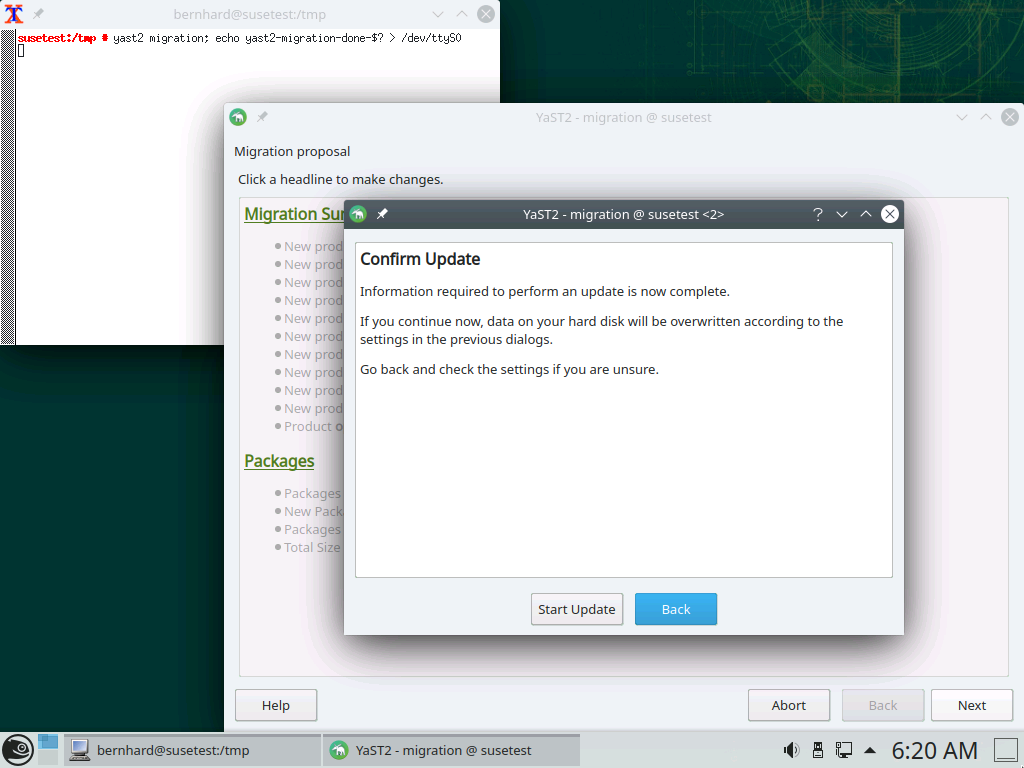 bernhard@susetest:/tmp
susetest:/tmp # yast2 migration; echo yast2-migration-done-$? > /dev/ttyS0
YaST2 - migration @ susetest
Migration proposal
Click a headline to make changes.
Migration Sum
YaST2 - migration @ susetest <2>
New prod
New prod
New prod
New prod
New prod
New prod
New prod
New prod
New prod
New prod
Product o
Packages
Packages
New Pack
Packages
Total Size
Confirm Update
Information required to perform an update is now complete.
If you continue now, data on your hard disk will be overwritten according to the
settings in the previous dialogs.
Go back and check the settings if you are unsure.
Start Update
Back
Help
Abort
Back
Next
bernhard@susetest:/tmp
YaST2 - migration @ susetest
6:20 AM